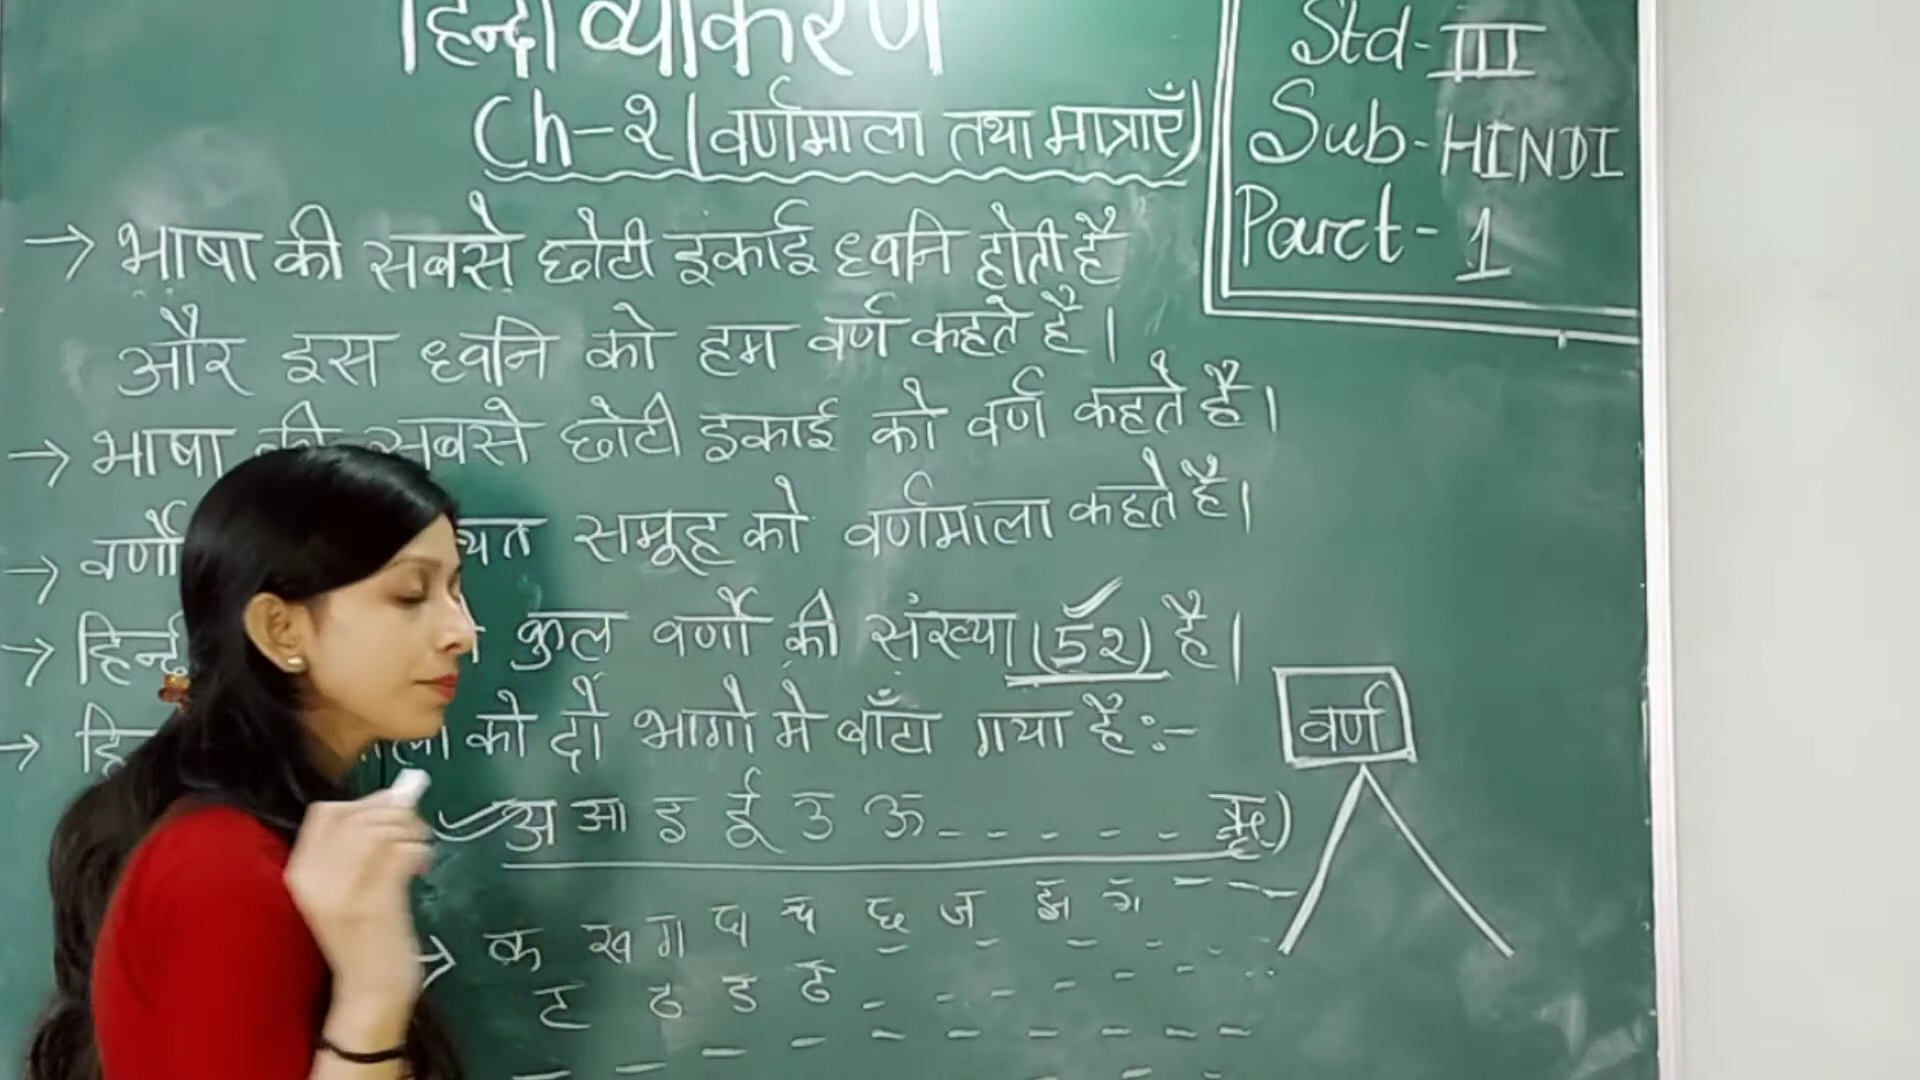 हिन्दी व्याकरण
Ch-२ (वर्णमाला तथा मात्राएँ)
Std-III
Sub-HINDI
Part-1
→ भाषा की सबसे छोटी इकाई ध्वनि होती है
और इस ध्वनि को हम वर्ण कहते हैं।
→ भाषा की सबसे छोटी इकाई को वर्ण कहते हैं।
→ वर्णों समूह को वर्णमाला कहते हैं।
→ कुल वर्णों की संख्या (5२) है।
→ को दो भागों मे बाँटा गया है:-
अ आ इ ई उ ऊ - - - - - ऋ)
→ क ख ग घ च छ ज झ
ट ठ ड ढ - - - - - -
वर्ण